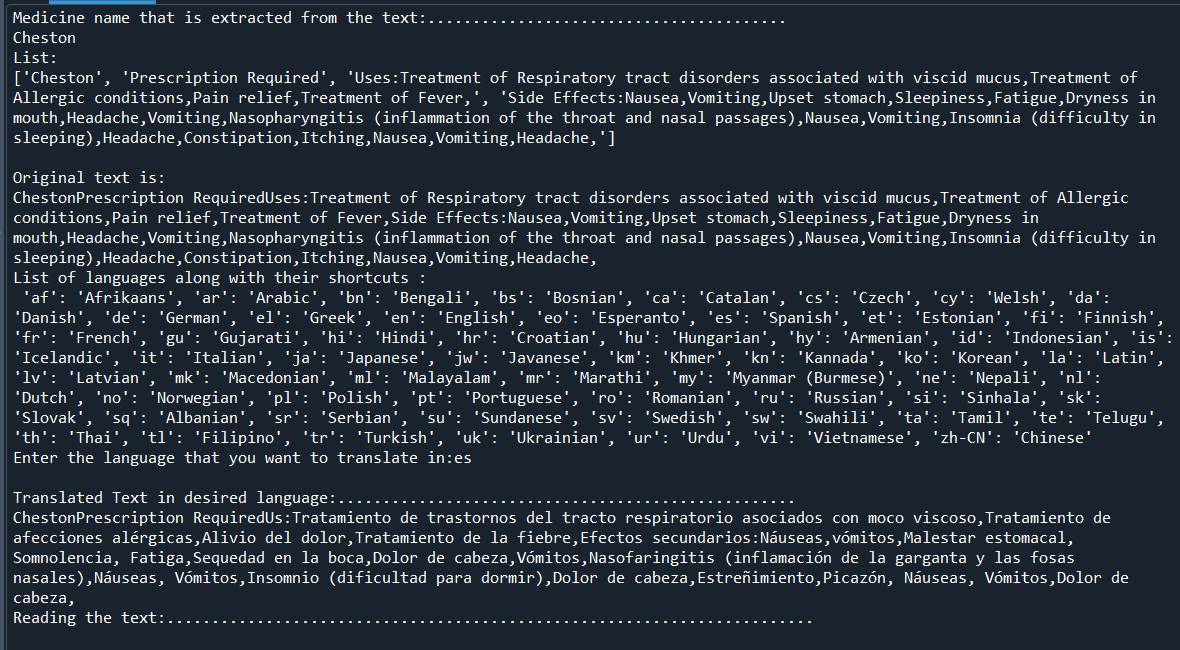 Medicine name that is extracted from the text:........................................
Cheston
List:
['Cheston', 'Prescription Required', 'Uses:Treatment of Respiratory tract disorders associated with viscid mucus,Treatment of
Allergic conditions,Pain relief,Treatment of Fever,', 'Side Effects:Nausea,Vomiting,Upset stomach,Sleepiness,Fatigue,Dryness in
mouth,Headache,Vomiting,Nasopharyngitis (inflammation of the throat and nasal passages),Nausea,Vomiting,Insomnia (difficulty in
sleeping),Headache,Constipation,Itching,Nausea,Vomiting,Headache,']
Original text is:
ChestonPrescription RequiredUses:Treatment of Respiratory tract disorders associated with viscid mucus,Treatment of Allergic
conditions,Pain relief,Treatment of Fever,Side Effects:Nausea,Vomiting,Upset stomach,Sleepiness,Fatigue,Dryness in
mouth,Headache,Vomiting,Nasopharyngitis (inflammation of the throat and nasal passages),Nausea,Vomiting,Insomnia (difficulty in
sleeping),Headache,Constipation,Itching,Nausea,Vomiting,Headache,
List of languages along with their shortcuts :
'af': 'Afrikaans', 'ar': 'Arabic', 'bn': 'Bengali', 'bs': 'Bosnian', 'ca': 'Catalan', 'cs': 'Czech', 'cy': 'Welsh', 'da':
'Danish', 'de': 'German', 'el': 'Greek', 'en': 'English', 'eo': 'Esperanto', 'es': 'Spanish', 'et': 'Estonian', 'fi': 'Finnish',
'fr': 'French', 'gu': 'Gujarati', 'hi': 'Hindi', 'hr': 'Croatian', 'hu': 'Hungarian', 'hy': 'Armenian', 'id': 'Indonesian', 'is':
'Icelandic', 'it': 'Italian', 'ja': 'Japanese', 'jw': 'Javanese', 'km': 'Khmer', 'kn': 'Kannada', 'ko': 'Korean', 'la': 'Latin',
'lv': 'Latvian', 'mk': 'Macedonian', 'ml': 'Malayalam', 'mr': 'Marathi', 'my': 'Myanmar (Burmese)', 'ne': 'Nepali', 'nl':
'Dutch', 'no': 'Norwegian', 'pl': 'Polish', 'pt': 'Portuguese', 'ro': 'Romanian', 'ru': 'Russian', 'si': 'Sinhala', 'sk':
'Slovak', 'sq': 'Albanian', 'sr': 'Serbian', 'su': 'Sundanese', 'sv': 'Swedish', 'sw': 'Swahili', 'ta': 'Tamil', 'te': 'Telugu',
'th': 'Thai', 'tl': 'Filipino', 'tr': 'Turkish', 'uk': 'Ukrainian', 'ur': 'Urdu', 'vi': 'Vietnamese', 'zh-CN': 'Chinese'
Enter the language that you want to translate in:es
Translated Text in desired language:...................................................
ChestonPrescription RequiredUs:Tratamiento de trastornos del tracto respiratorio asociados con moco viscoso,Tratamiento de
afecciones alérgicas,Alivio del dolor,Tratamiento de la fiebre,Efectos secundarios:Náuseas,vómitos,Malestar estomacal,
Somnolencia, Fatiga,Sequedad en la boca,Dolor de cabeza,Vómitos,Nasofaringitis (inflamación de la garganta y las fosas
nasales),Náuseas, Vómitos,Insomnio (dificultad para dormir),Dolor de cabeza,Estreñimiento,Picazón, Náuseas, Vómitos,Dolor de
cabeza,
Reading the text:........................................................................